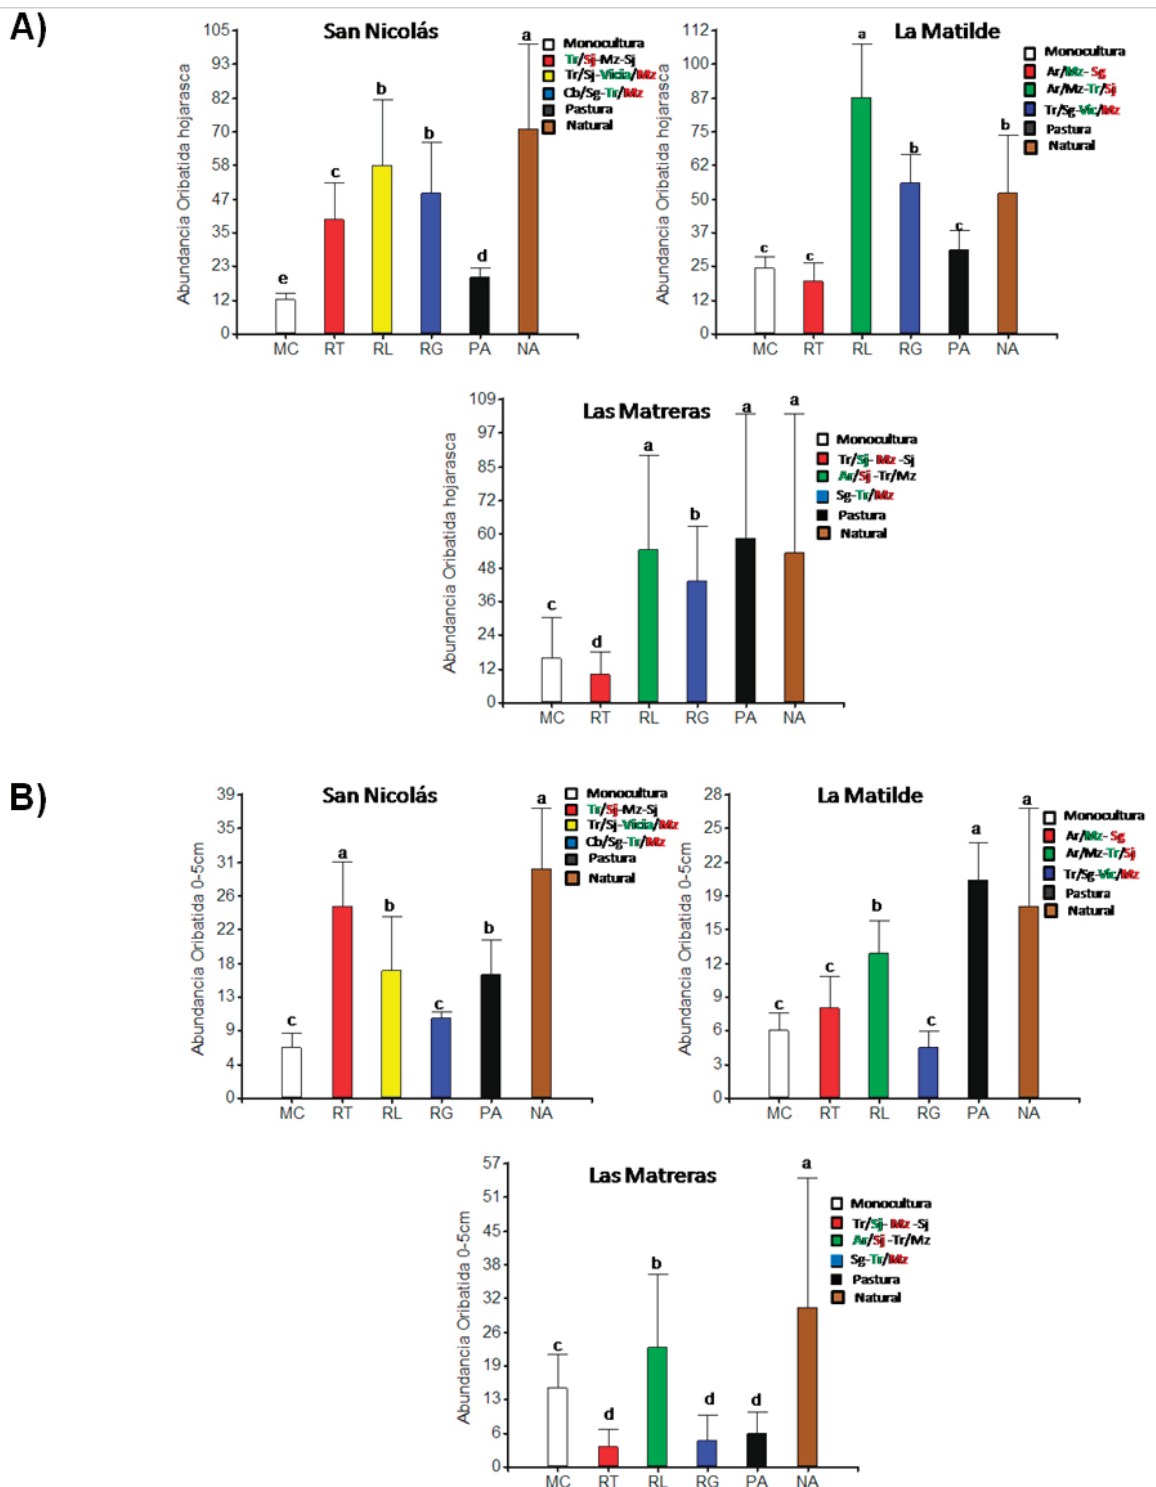 A)
San Nicolás
Abundancia Oribatida hojarasca
105
93
82
70
58
47
35
23
12
0
e
c
b
b
d
a
MC RT RL RG PA NA
Monocultura
Tr/Sj-Mz-Sj
Tr/Sj-Vicia/Mz
Cb/Sg-Tr/Mz
Pastura
Natural
La Matilde
Abundancia Oribatida hojarasca
112
100
87
75
62
50
37
25
12
0
c
c
a
b
c
b
MC RT RL RG PA NA
Monocultura
Ar/Mz- Sg
Ar/Mz-Tr/Sj
Tr/Sg-Vic/Mz
Pastura
Natural
Las Matreras
Abundancia Oribatida hojarasca
109
97
85
72
60
48
36
24
12
0
c
d
a
b
a
a
MC RT RL RG PA NA
Monocultura
Tr/Sj- Mz -Sj
Ar/Sj -Tr/Mz
Sg-Tr/Mz
Pastura
Natural
B)
San Nicolás
Abundancia Oribatida 0-5cm
39
35
31
26
22
18
13
9
4
0
c
a
b
c
b
a
MC RT RL RG PA NA
Monocultura
Tr/Sj-Mz-Sj
Tr/Sj-Vicia/Mz
Cb/Sg-Tr/Mz
Pastura
Natural
La Matilde
Abundancia Oribatida 0-5cm
28
25
22
19
15
12
9
6
3
0
c
c
b
c
a
a
MC RT RL RG PA NA
Monocultura
Ar/Mz- Sg
Ar/Mz-Tr/Sj
Tr/Sg-Vic/Mz
Pastura
Natural
Las Matreras
Abundancia Oribatida 0-5cm
57
51
45
38
32
26
19
13
6
0
c
d
b
d
d
a
MC RT RL RG PA NA
Monocultura
Tr/Sj- Mz -Sj
Ar/Sj -Tr/Mz
Sg-Tr/Mz
Pastura
Natural